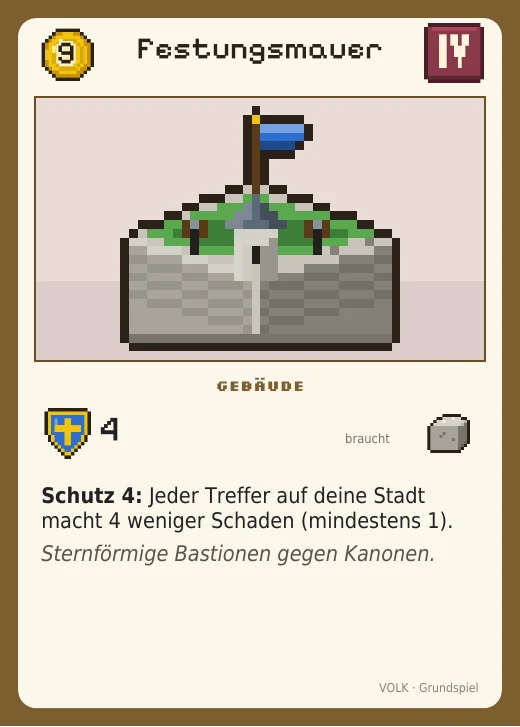 9 Festungsmauer IV
GEBÄUDE
4 braucht
Schutz 4: Jeder Treffer auf deine Stadt
macht 4 weniger Schaden (mindestens 1).
Sternförmige Bastionen gegen Kanonen.
VOLK · Grundspiel